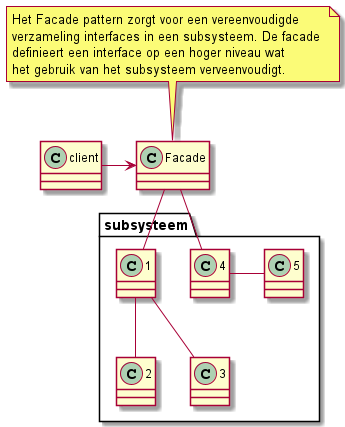 Het Facade pattern zorgt voor een vereenvoudigde
verzameling interfaces in een subsysteem. De facade
definieert een interface op een hoger niveau wat
het gebruik van het subsysteem verveenvoudigt.
C client
C Facade
subsysteem
C 1
C 4
C 5
C 2
C 3